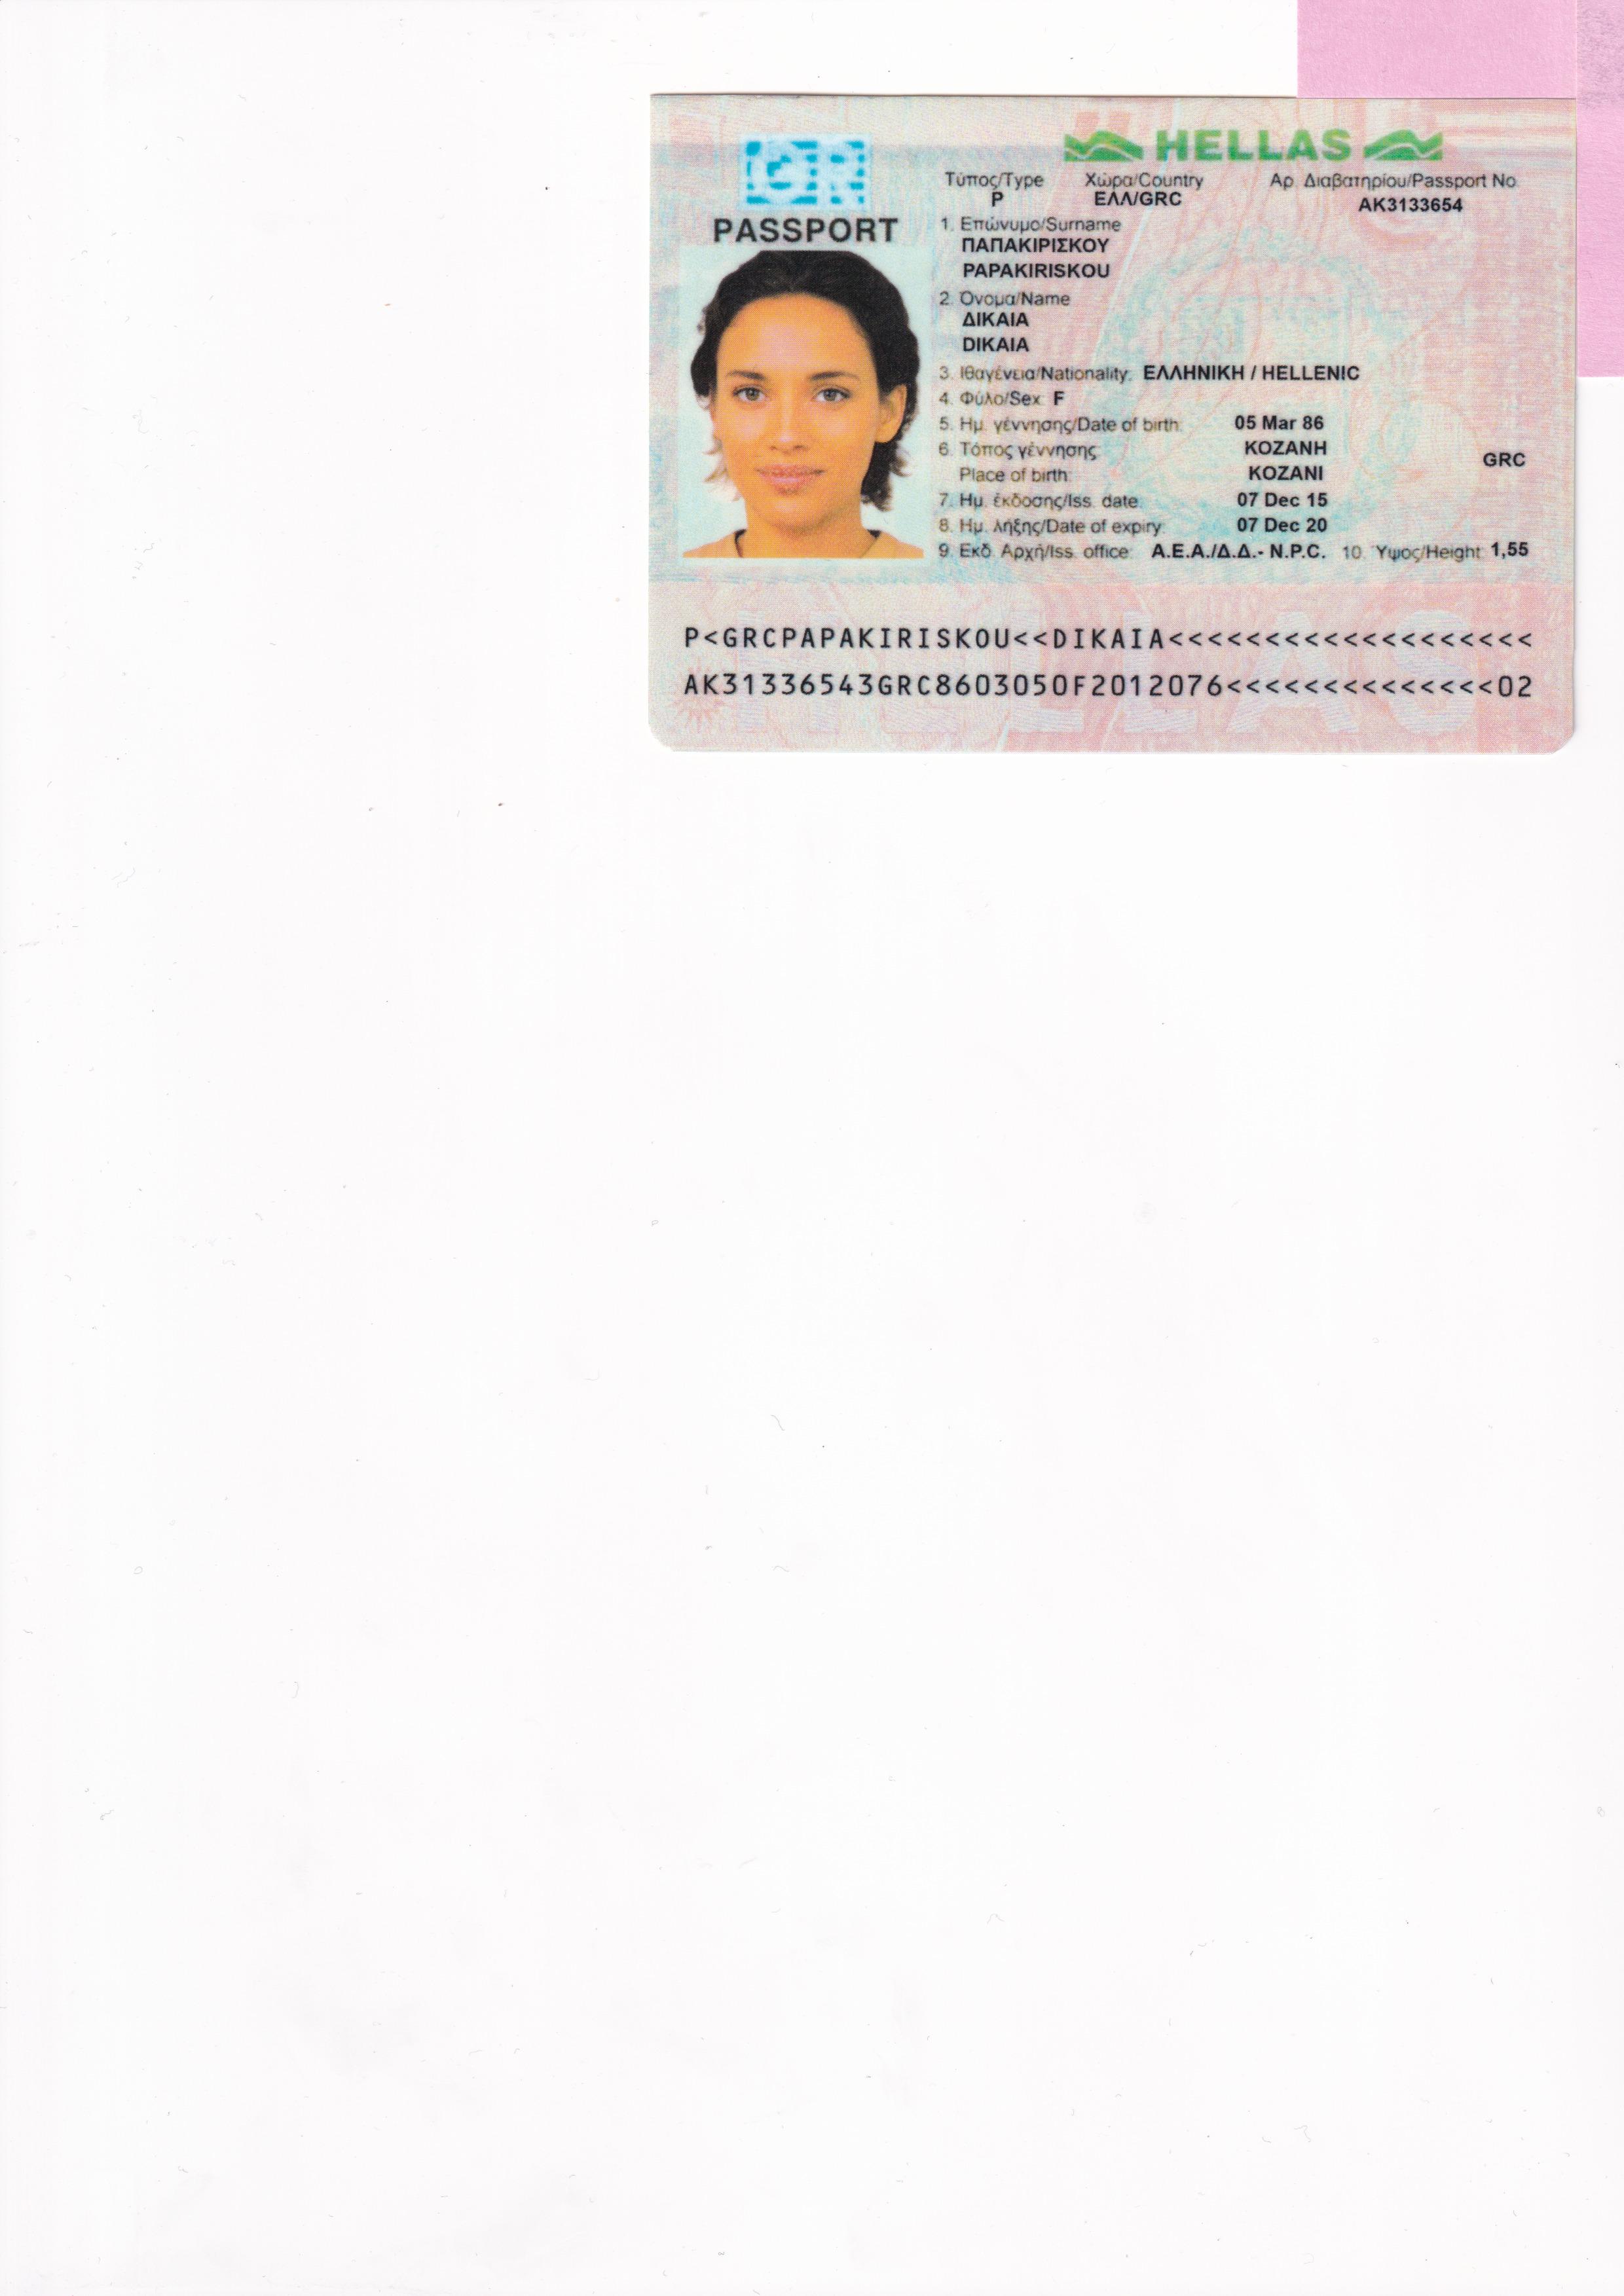 GR
HELLAS
PASSPORT
Τύπος/Type Χώρα/Country Αρ. Διαβατηρίου/Passport No
P ΕΛΛ/GRC AK3133654
1. Επώνυμο/Surname
ΠΑΠΑΚΙΡΙΣΚΟΥ
PAPAKIRISKOU
2. Όνομα/Name
ΔΙΚΑΙΑ
DIKAIA
3. Ιθαγένεια/Nationality: ΕΛΛΗΝΙΚΗ / HELLENIC
4. Φύλο/Sex: F
5. Ημ. γέννησης/Date of birth: 05 Mar 86
6. Τόπος γέννησης: ΚΟΖΑΝΗ
Place of birth: KOZANI GRC
7. Ημ. έκδοσης/Iss. date: 07 Dec 15
8. Ημ. λήξης/Date of expiry: 07 Dec 20
9. Εκδ. Αρχή/Iss. office: Α.Ε.Α./Δ.Δ.- N.P.C. 10. Ύψος/Height: 1,55
P<GRCPAPAKIRISKOU<<DIKAIA<<<<<<<<<<<<<<<<<<<
AK31336543GRC8603050F2012076<<<<<<<<<<<<<<02
HELLAS